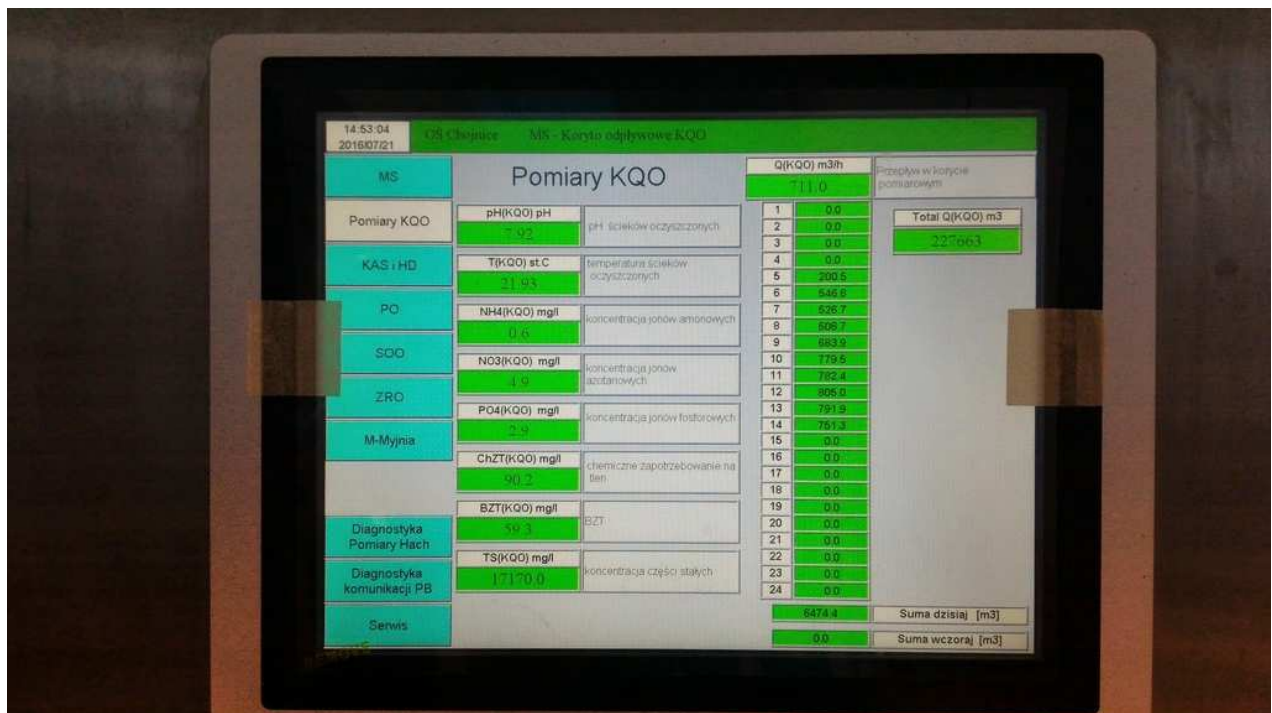 14:53:04
2016/07/21
OŚ Chojnice MS - Koryto odpływowe KQO
MS
Pomiary KQO
KAS i HD
PO
SOO
ZRO
M-Myjnia
Diagnostyka
Pomiary Hach
Diagnostyka
komunikacji PB
Serwis
Pomiary KQO
pH(KQO) pH
7.92
pH ścieków oczyszczonych
T(KQO) st.C
21.93
temperatura ścieków
oczyszczonych
NH4(KQO) mg/l
0.6
koncentracja jonów amonowych
NO3(KQO) mg/l
4.9
koncentracja jonów
azotanowych
PO4(KQO) mg/l
2.9
koncentracja jonów fosforowych
ChZT(KQO) mg/l
90.2
chemiczne zapotrzebowanie na
tlen
BZT(KQO) mg/l
59.3
BZT
TS(KQO) mg/l
17170.0
koncentracja części stałych
Q(KQO) m3/h
711.0
Przepływ w korycie
pomiarowym
1 0.0
2 0.0
3 0.0
4 0.0
5 200.5
6 546.6
7 526.7
8 606.7
9 683.9
10 779.5
11 782.4
12 805.0
13 791.9
14 751.3
15 0.0
16 0.0
17 0.0
18 0.0
19 0.0
20 0.0
21 0.0
22 0.0
23 0.0
24 0.0
Total Q(KQO) m3
227663
6474.4 Suma dzisiaj [m3]
0.0 Suma wczoraj [m3]